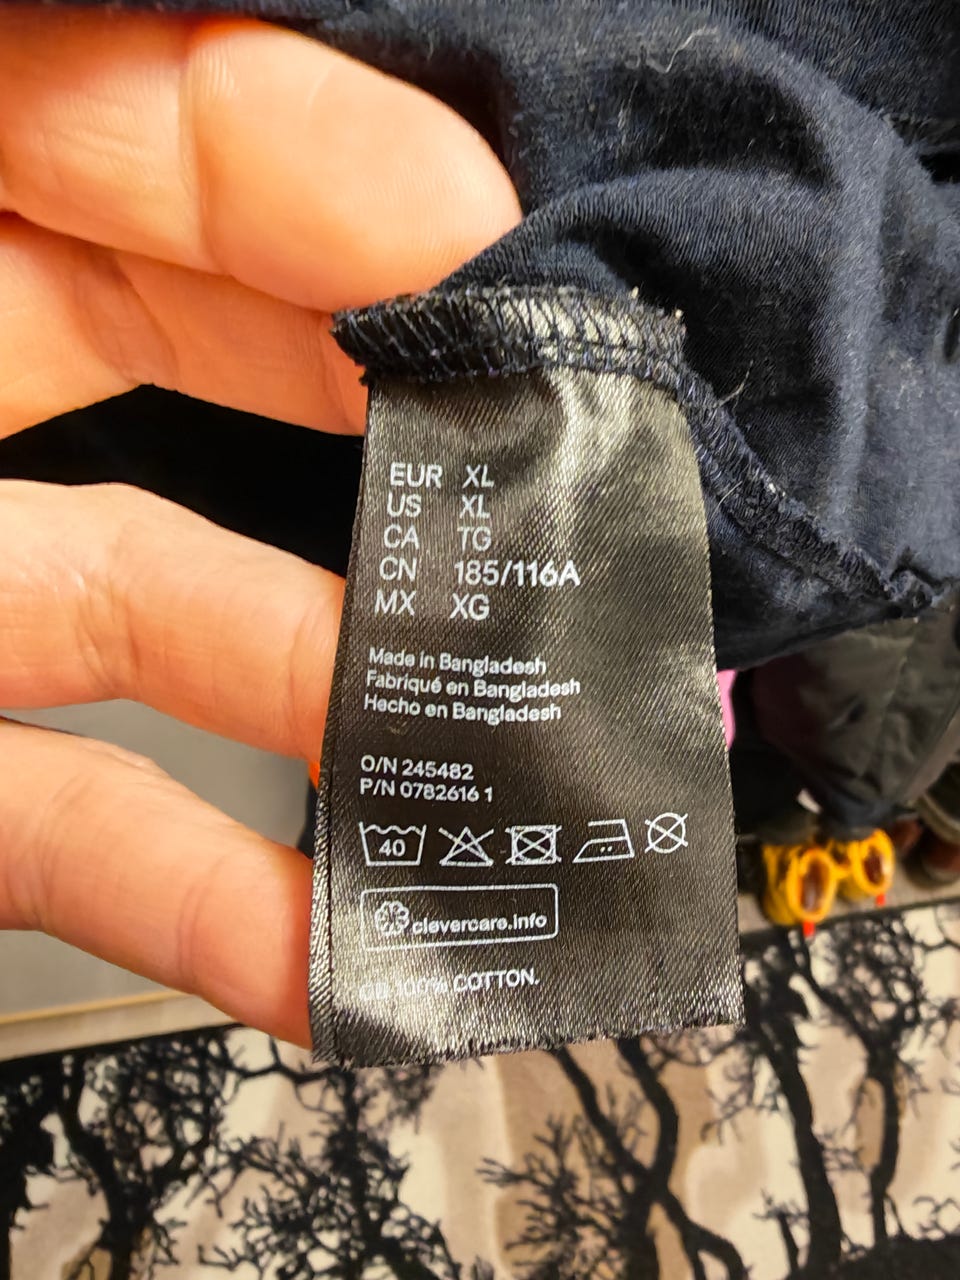 EUR XL
US XL
CA TG
CN 185/116A
MX XG
Made in Bangladesh
Fabriqué en Bangladesh
Hecho en Bangladesh
O/N 245482
P/N 0782616 1
40
clevercare.info
GB 100% COTTON.